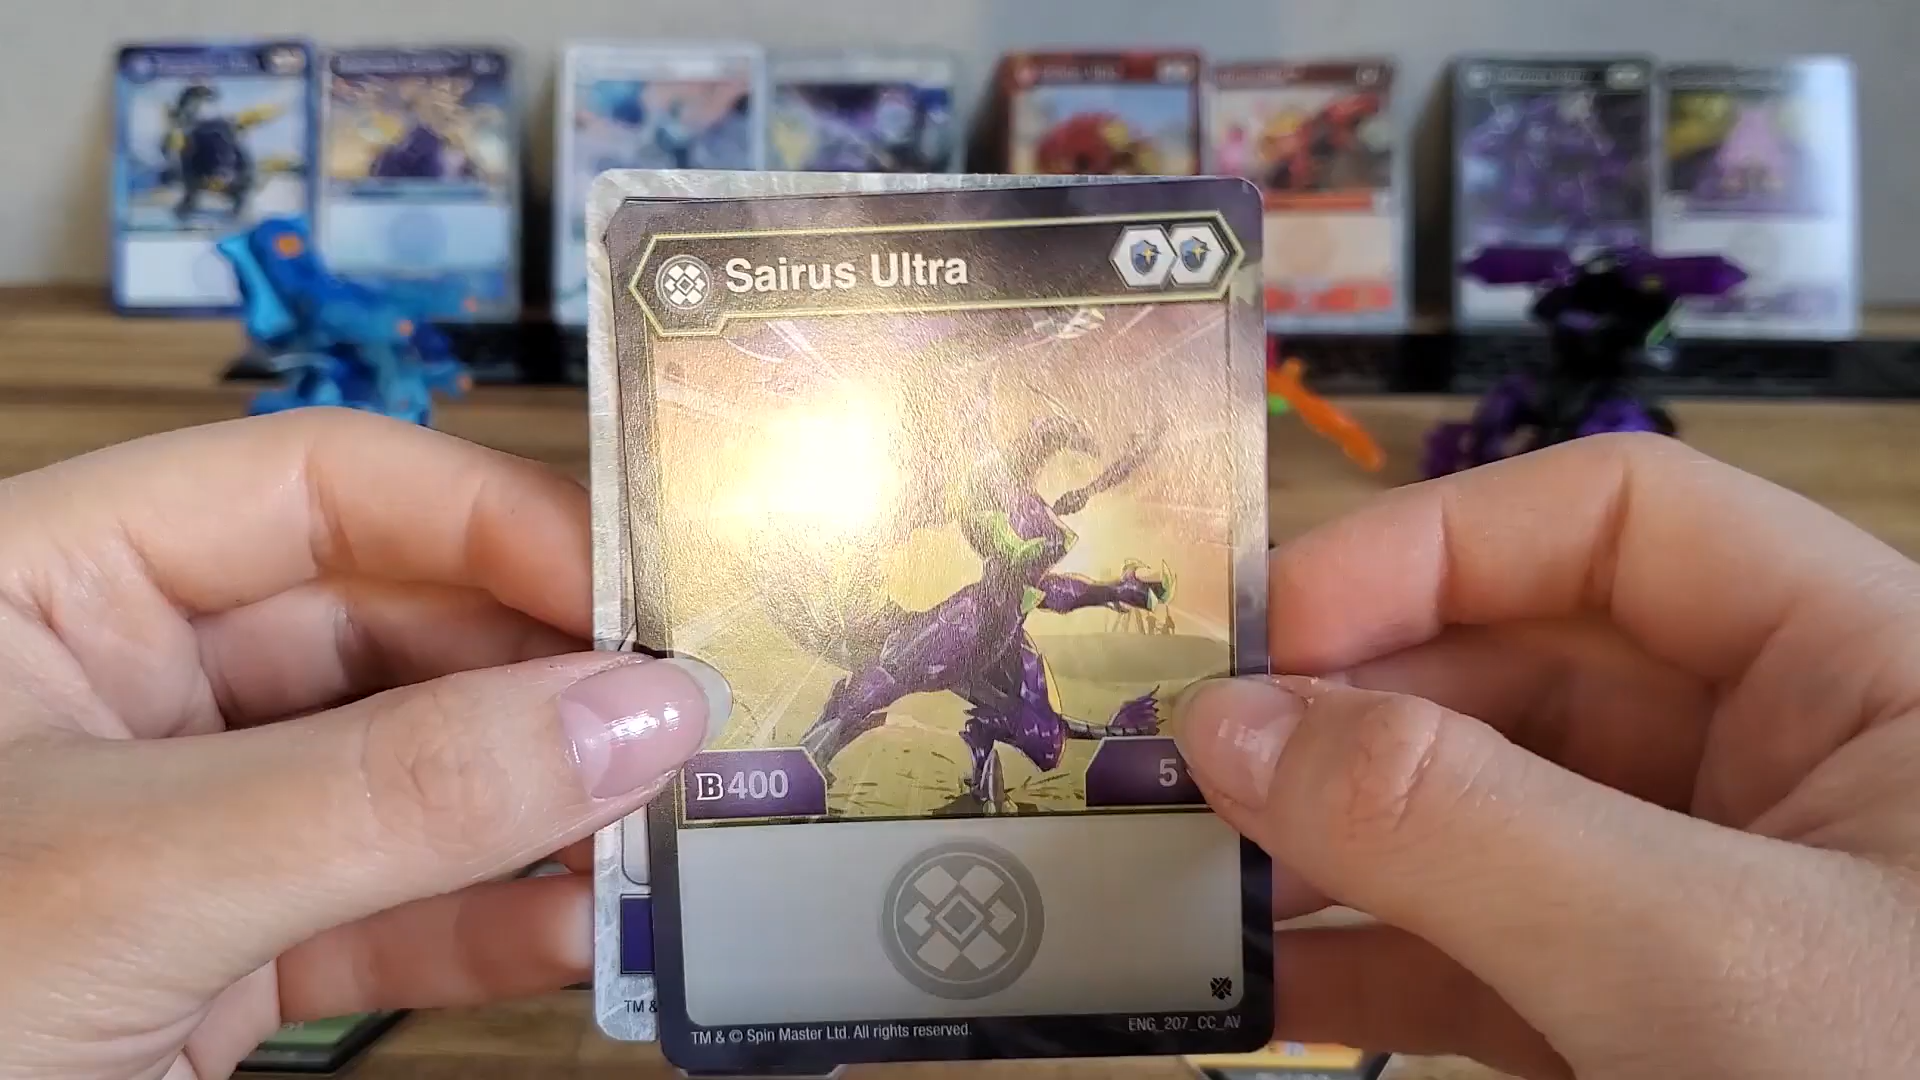 Sairus Ultra
B400
5
TM & © Spin Master Ltd. All rights reserved.
ENG_207_CC_AV
TM &